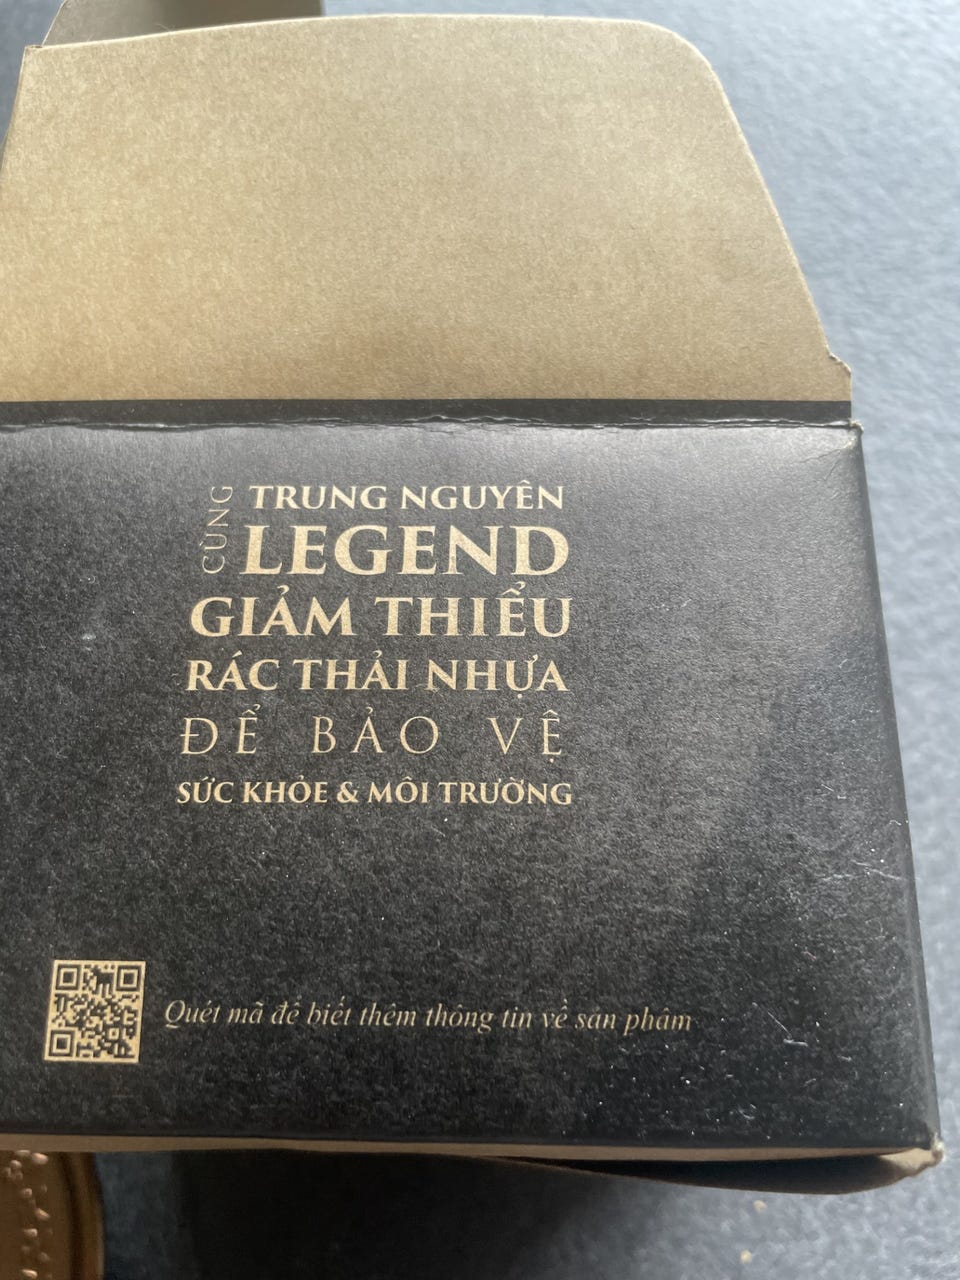 CÙNG
TRUNG NGUYÊN
LEGEND
GIẢM THIỂU
RÁC THẢI NHỰA
ĐỂ BẢO VỆ
SỨC KHỎE & MÔI TRƯỜNG
Quét mã để biết thêm thông tin về sản phẩm